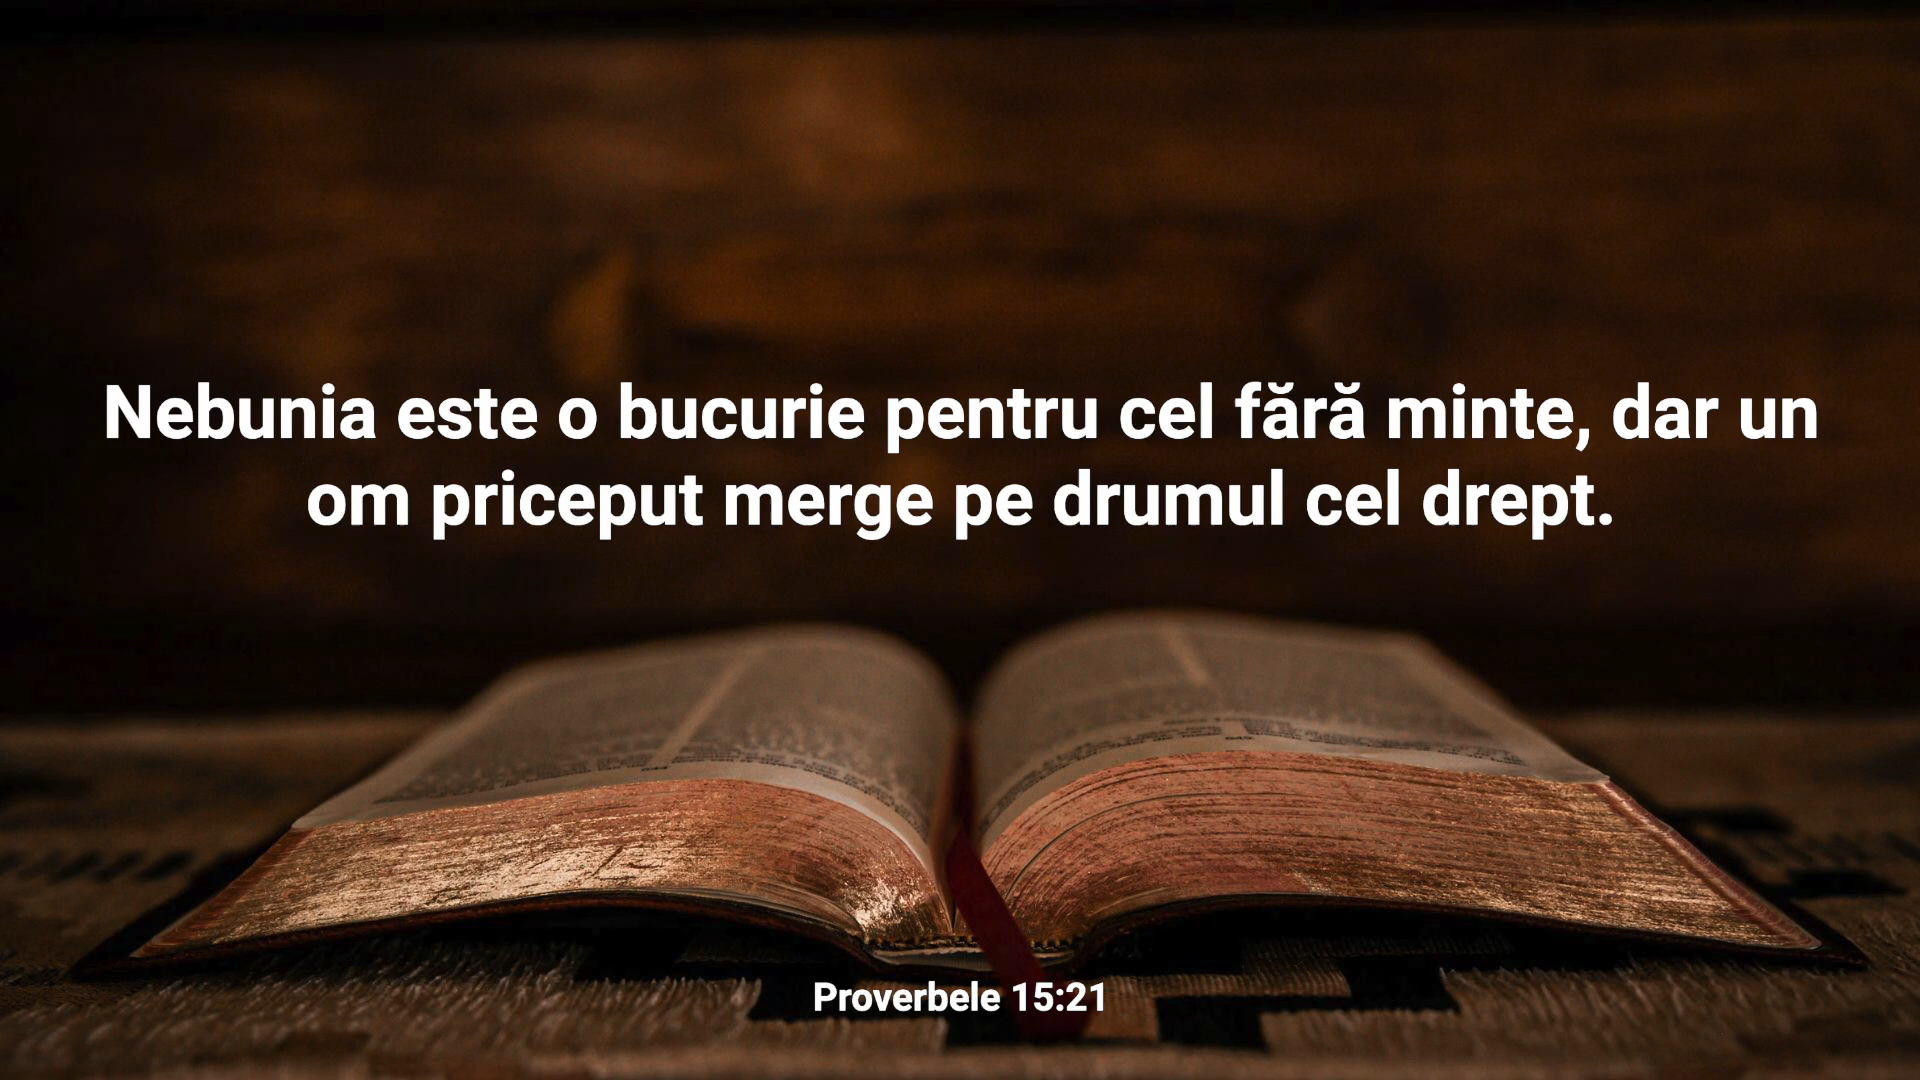 Nebunia este o bucurie pentru cel fără minte, dar un
om priceput merge pe drumul cel drept.
Proverbele 15:21